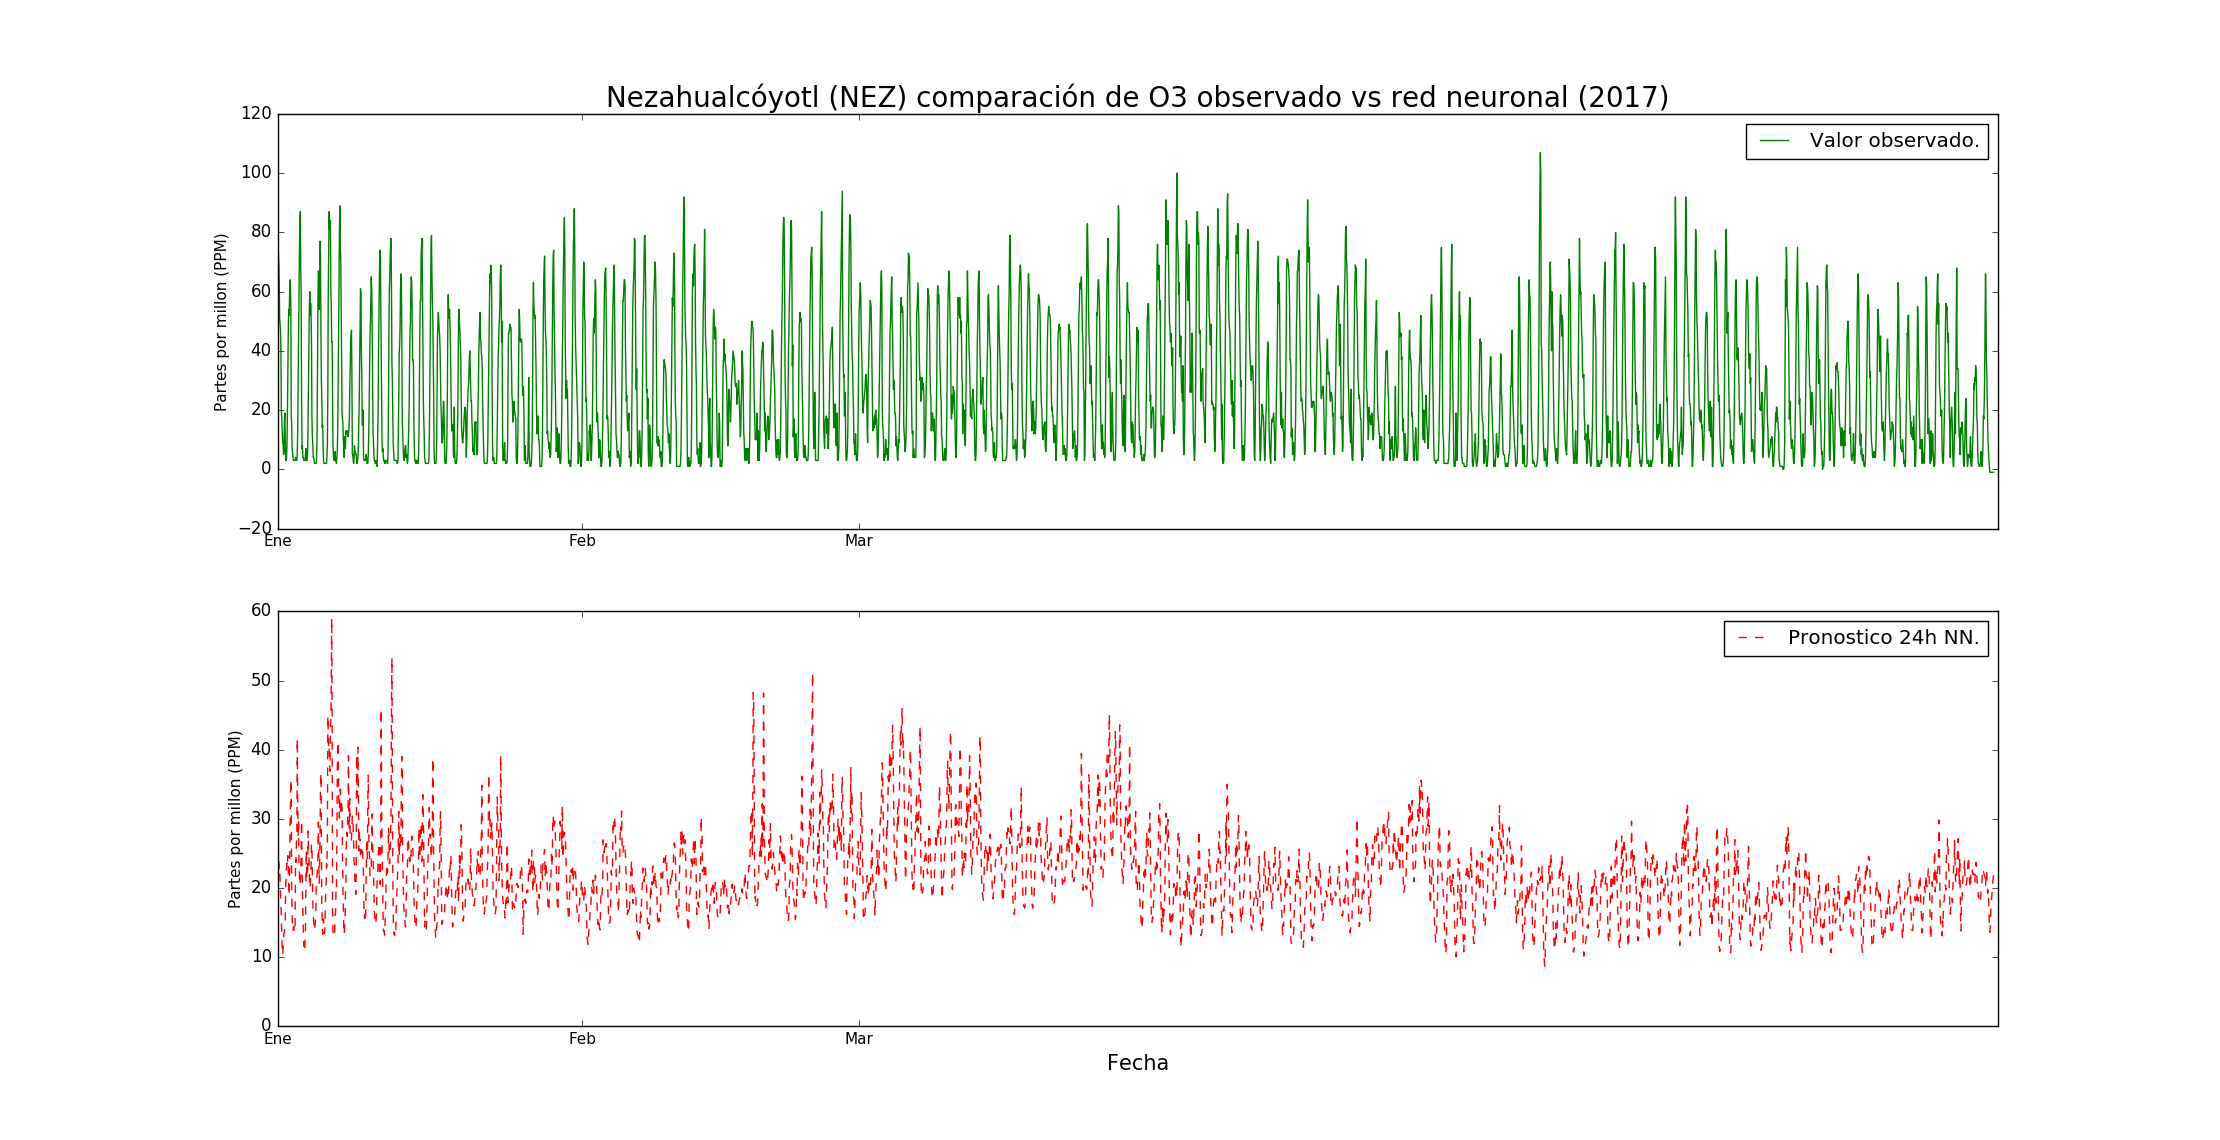 Nezahualcóyotl (NEZ) comparación de O3 observado vs red neuronal (2017)
120
100
80
60
40
20
0
−20
Partes por millon (PPM)
Valor observado.
Ene Feb Mar
60
50
40
30
20
10
0
Partes por millon (PPM)
Pronostico 24h NN.
Ene Feb Mar
Fecha